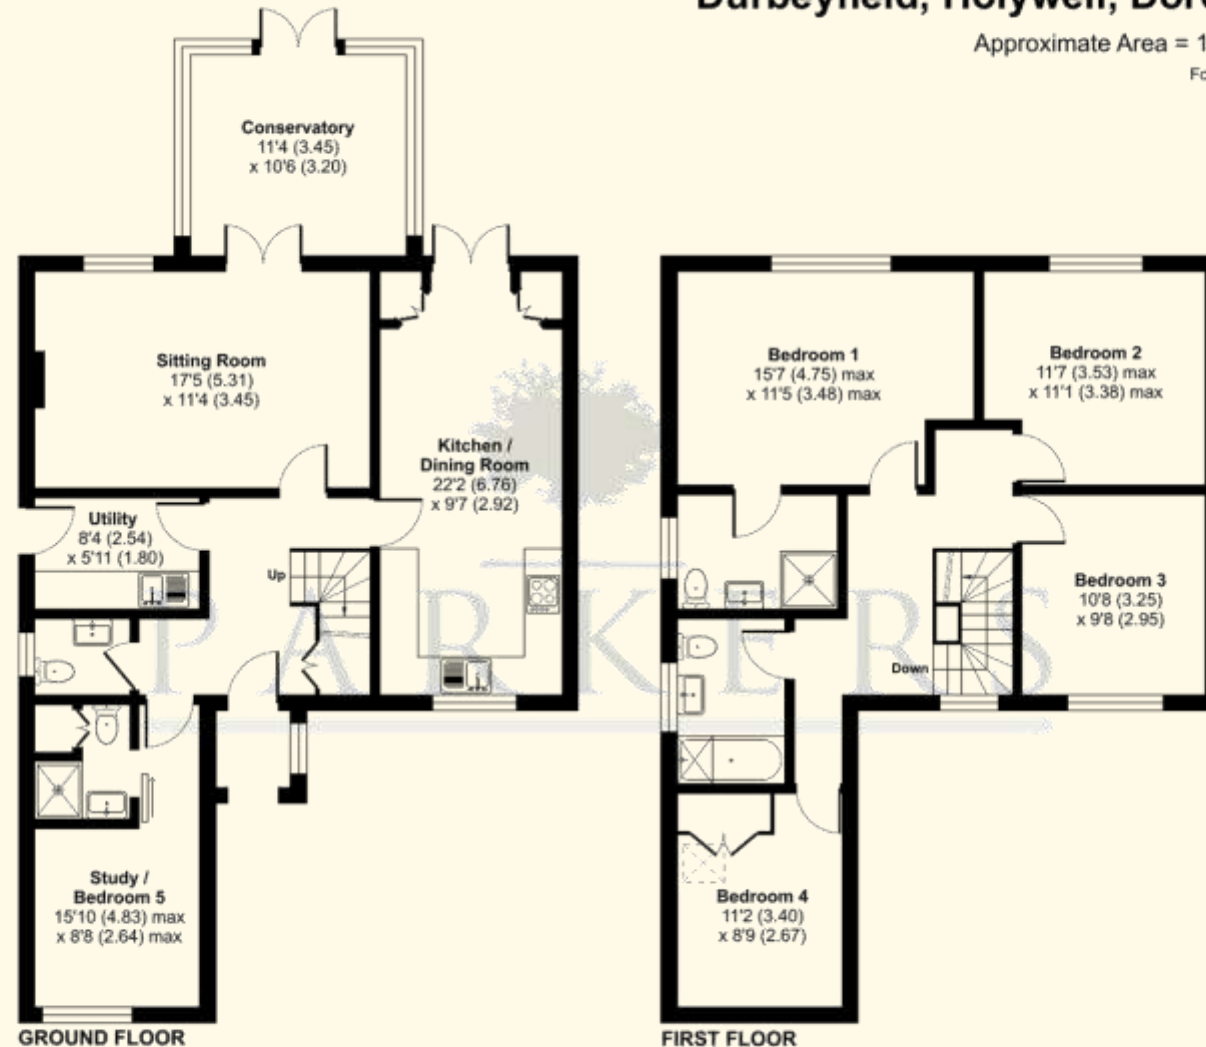 Approximate Area = 1
Conservatory
11'4 (3.45)
x 10'6 (3.20)
Sitting Room
17'5 (5.31)
x 11'4 (3.45)
Kitchen /
Dining Room
22'2 (6.76)
x 9'7 (2.92)
Utility
8'4 (2.54)
x 5'11 (1.80)
Up
Study /
Bedroom 5
15'10 (4.83) max
x 8'8 (2.64) max
GROUND FLOOR
Bedroom 1
15'7 (4.75) max
x 11'5 (3.48) max
Bedroom 2
11'7 (3.53) max
x 11'1 (3.38) max
Bedroom 3
10'8 (3.25)
x 9'8 (2.95)
Down
Bedroom 4
11'2 (3.40)
x 8'9 (2.67)
FIRST FLOOR
PARKERS